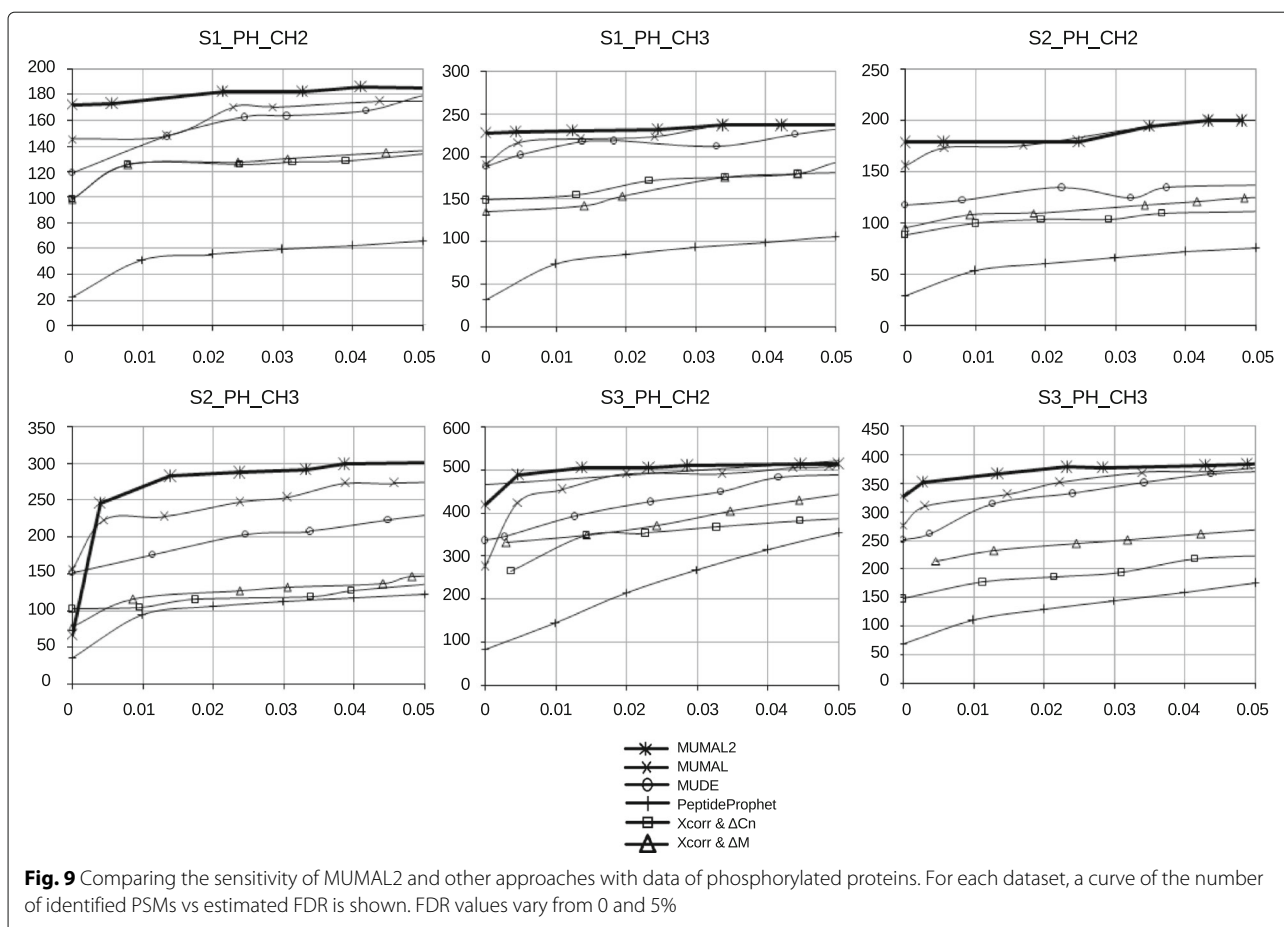 S1_PH_CH2
200
180
160
140
120
100
80
60
40
20
0
0 0.01 0.02 0.03 0.04 0.05
S1_PH_CH3
300
250
200
150
100
50
0
0 0.01 0.02 0.03 0.04 0.05
S2_PH_CH2
250
200
150
100
50
0
0 0.01 0.02 0.03 0.04 0.05
S2_PH_CH3
350
300
250
200
150
100
50
0
0 0.01 0.02 0.03 0.04 0.05
S3_PH_CH2
600
500
400
300
200
100
0
0 0.01 0.02 0.03 0.04 0.05
S3_PH_CH3
450
400
350
300
250
200
150
100
50
0
0 0.01 0.02 0.03 0.04 0.05
MUMAL2
MUMAL
MUDE
PeptideProphet
Xcorr & ΔCn
Xcorr & ΔM
Fig. 9 Comparing the sensitivity of MUMAL2 and other approaches with data of phosphorylated proteins. For each dataset, a curve of the number
of identified PSMs vs estimated FDR is shown. FDR values vary from 0 and 5%